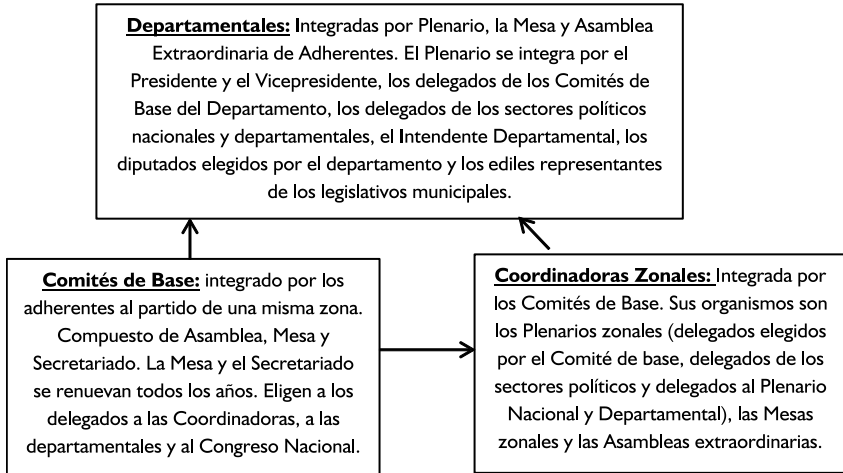 Departamentales: Integradas por Plenario, la Mesa y Asamblea
Extraordinaria de Adherentes. El Plenario se integra por el
Presidente y el Vicepresidente, los delegados de los Comités de
Base del Departamento, los delegados de los sectores políticos
nacionales y departamentales, el Intendente Departamental, los
diputados elegidos por el departamento y los ediles representantes
de los legislativos municipales.
Comités de Base: integrado por los
adherentes al partido de una misma zona.
Compuesto de Asamblea, Mesa y
Secretariado. La Mesa y el Secretariado
se renuevan todos los años. Eligen a los
delegados a las Coordinadoras, a las
departamentales y al Congreso Nacional.
Coordinadoras Zonales: Integrada por
los Comités de Base. Sus organismos son
los Plenarios zonales (delegados elegidos
por el Comité de base, delegados de los
sectores políticos y delegados al Plenario
Nacional y Departamental), las Mesas
zonales y las Asambleas extraordinarias.